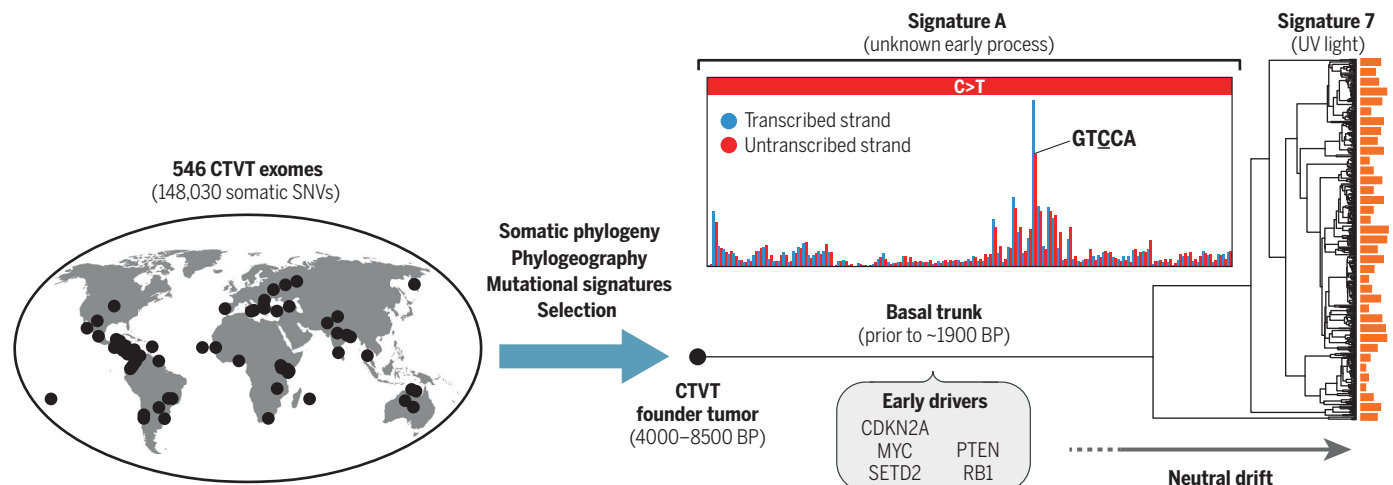 546 CTVT exomes
(148,030 somatic SNVs)
Somatic phylogeny
Phylogeography
Mutational signatures
Selection
Signature A
(unknown early process)
C>T
Transcribed strand
Untranscribed strand
GTCCA
CTVT
founder tumor
(4000–8500 BP)
Basal trunk
(prior to ~1900 BP)
Early drivers
CDKN2A
MYC PTEN
SETD2 RB1
Signature 7
(UV light)
Neutral drift